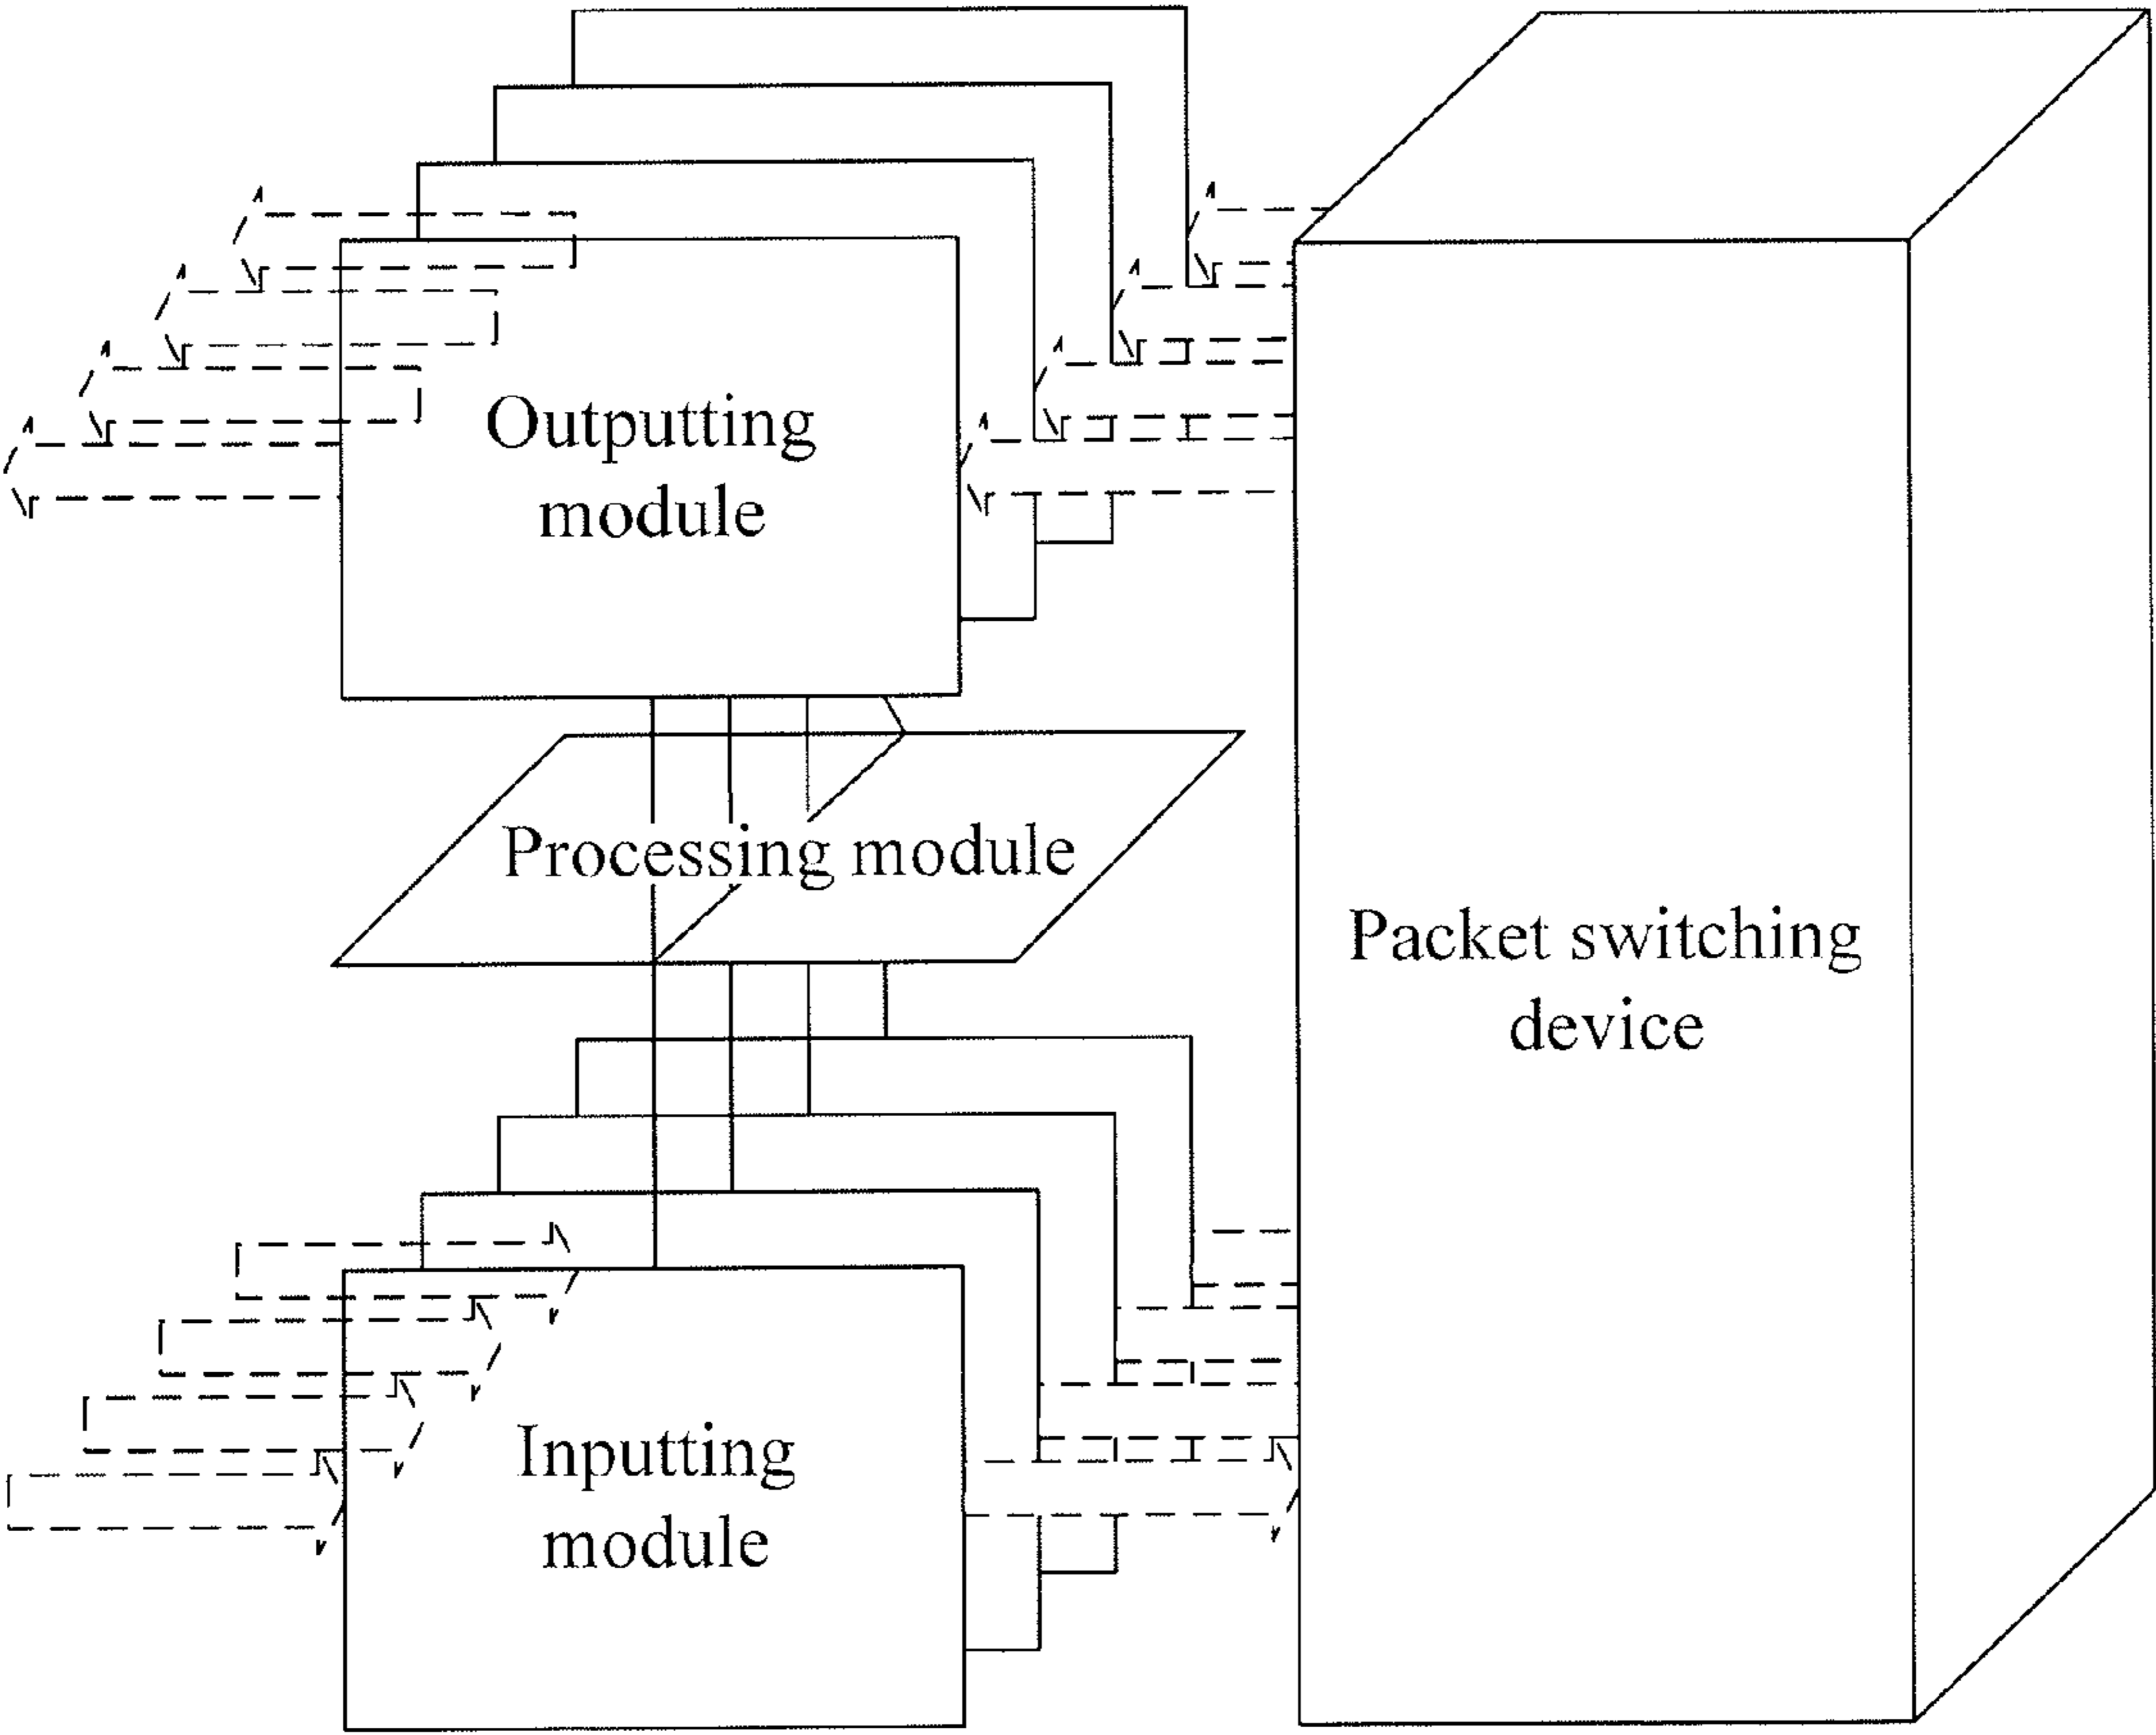 Outputting
module
Processing module
Packet switching
device
Inputting
module